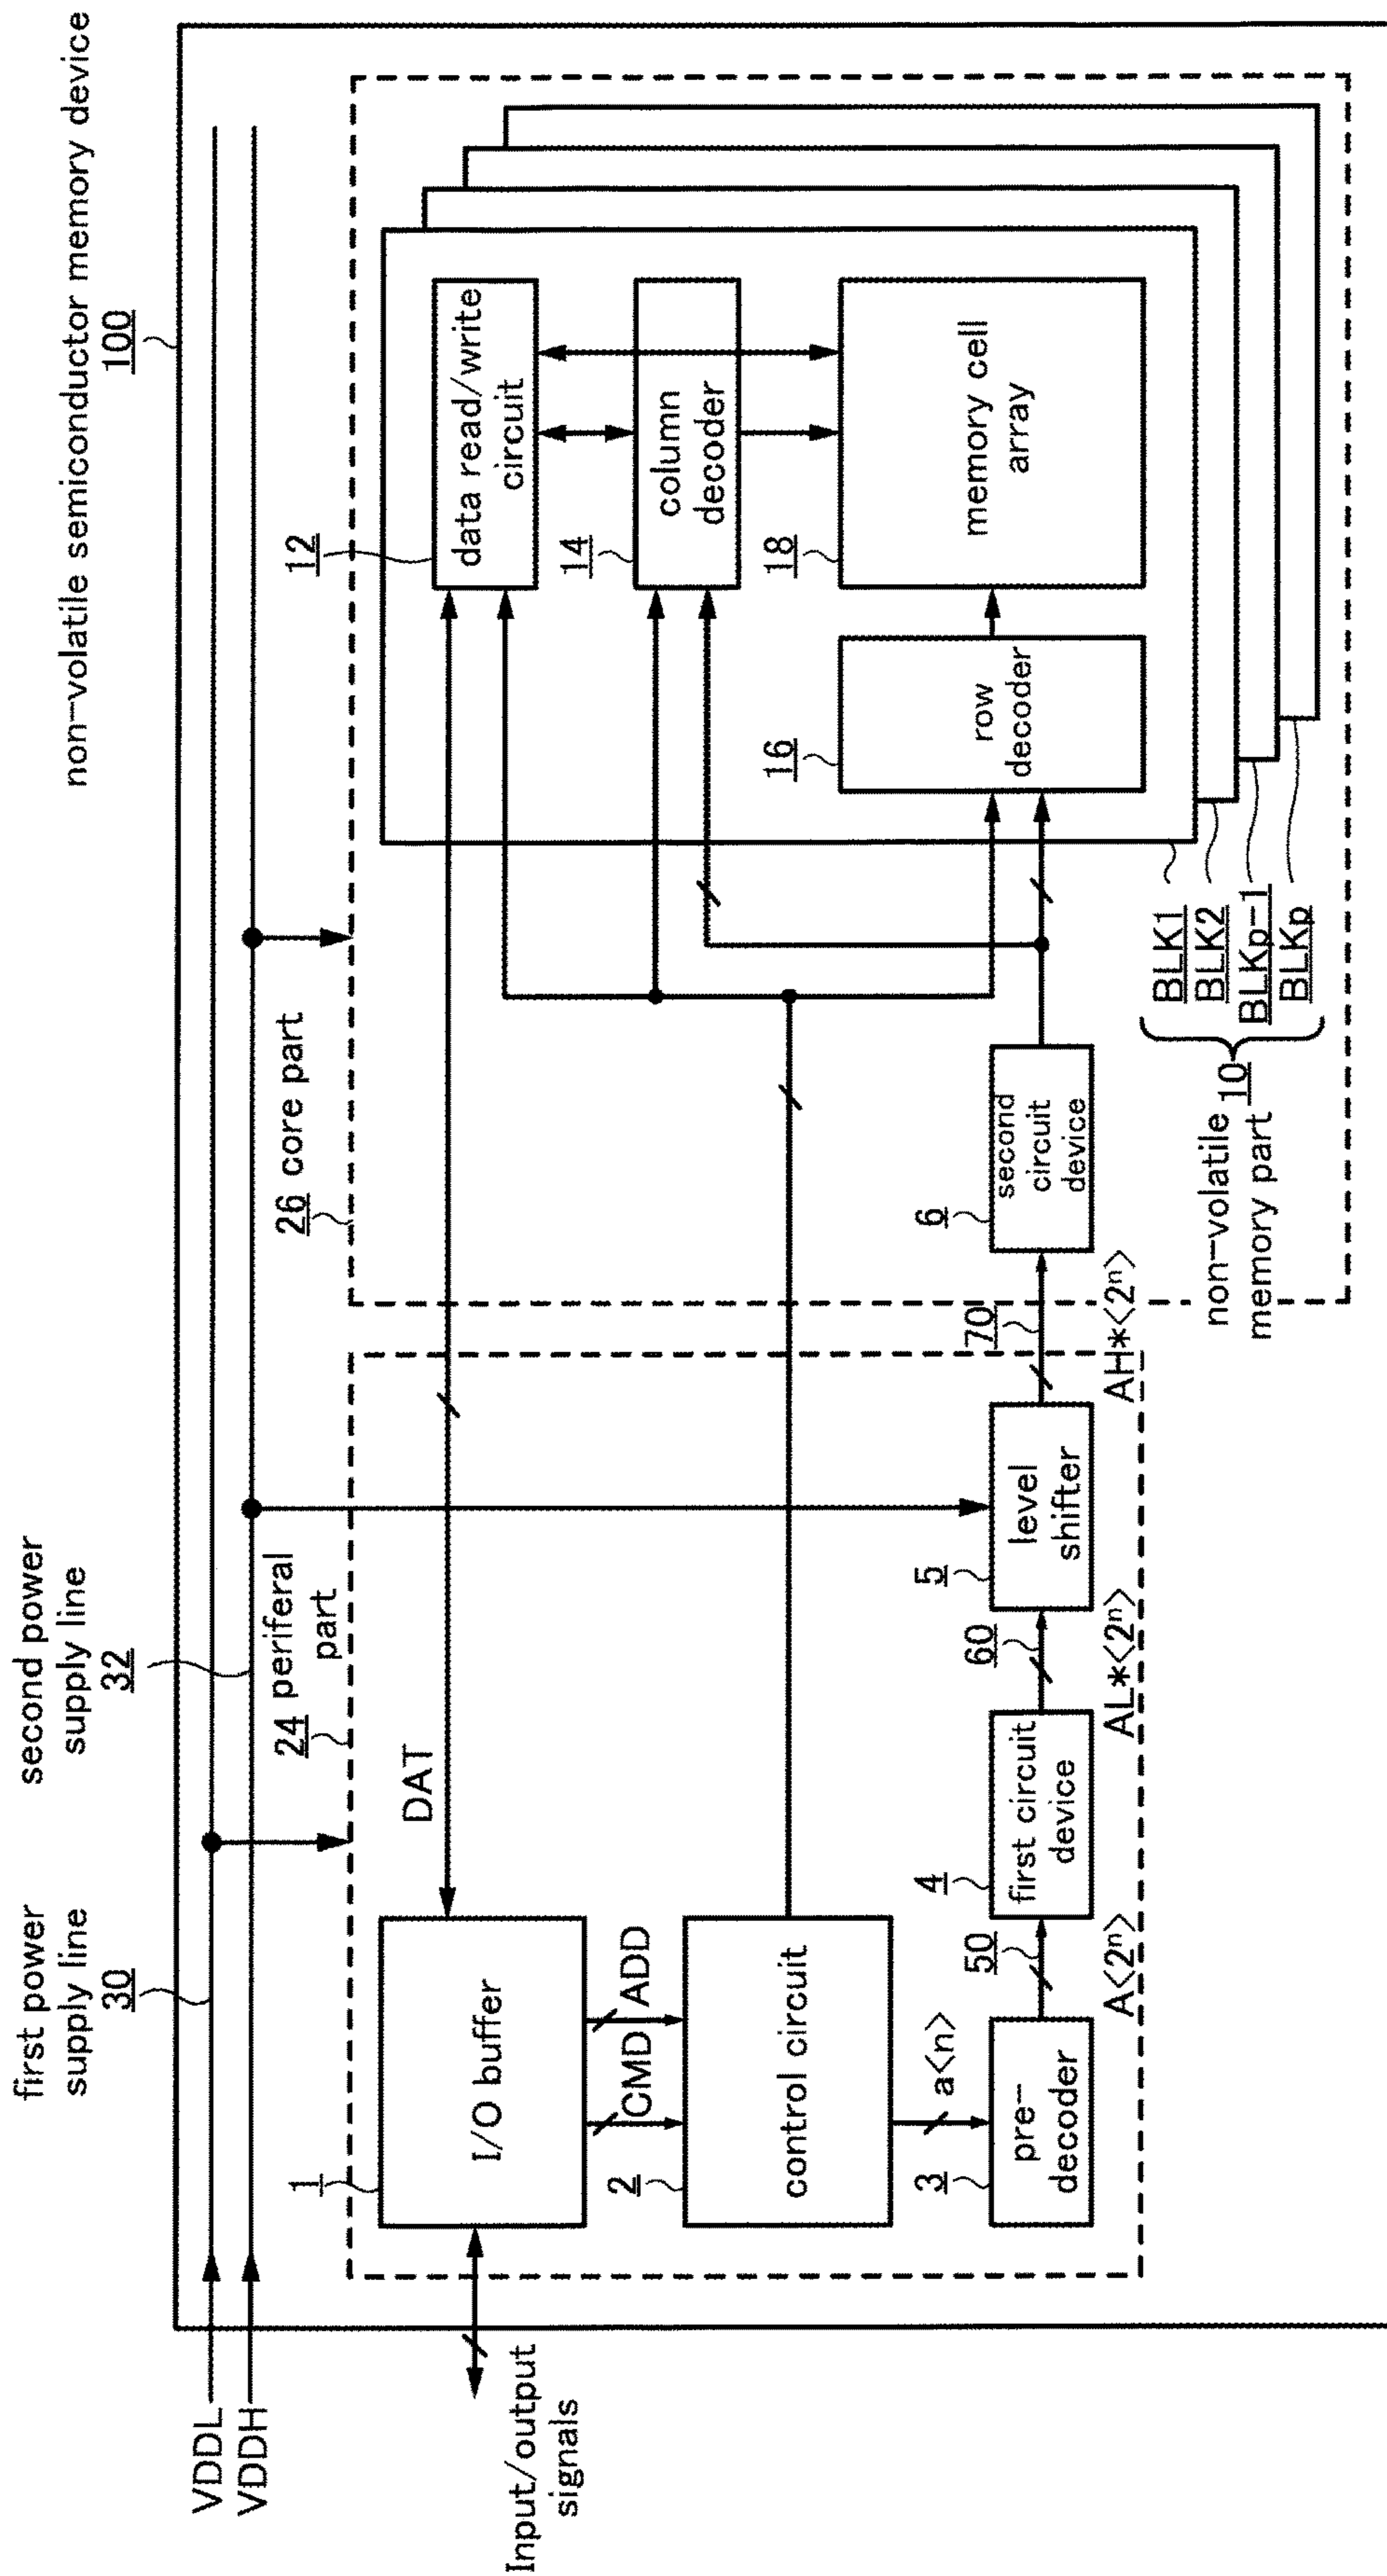 non-volatile semiconductor memory device
100
first power
supply line
30
second power
supply line
32
VDDL
VDDH
24 periferal
part
26 core part
Input/output
signals
1
I/O buffer
DAT
CMD
ADD
2
control circuit
a<n>
3
pre-
decoder
50
A<2ⁿ>
4
first circuit
device
60
AL*<2ⁿ>
5
level
shifter
70
AH*<2ⁿ>
6
second
circuit
device
12
data read/write
circuit
14
column
decoder
16
row
decoder
18
memory cell
array
BLK1
BLK2
BLKp-1
BLKp
10
non-volatile
memory part